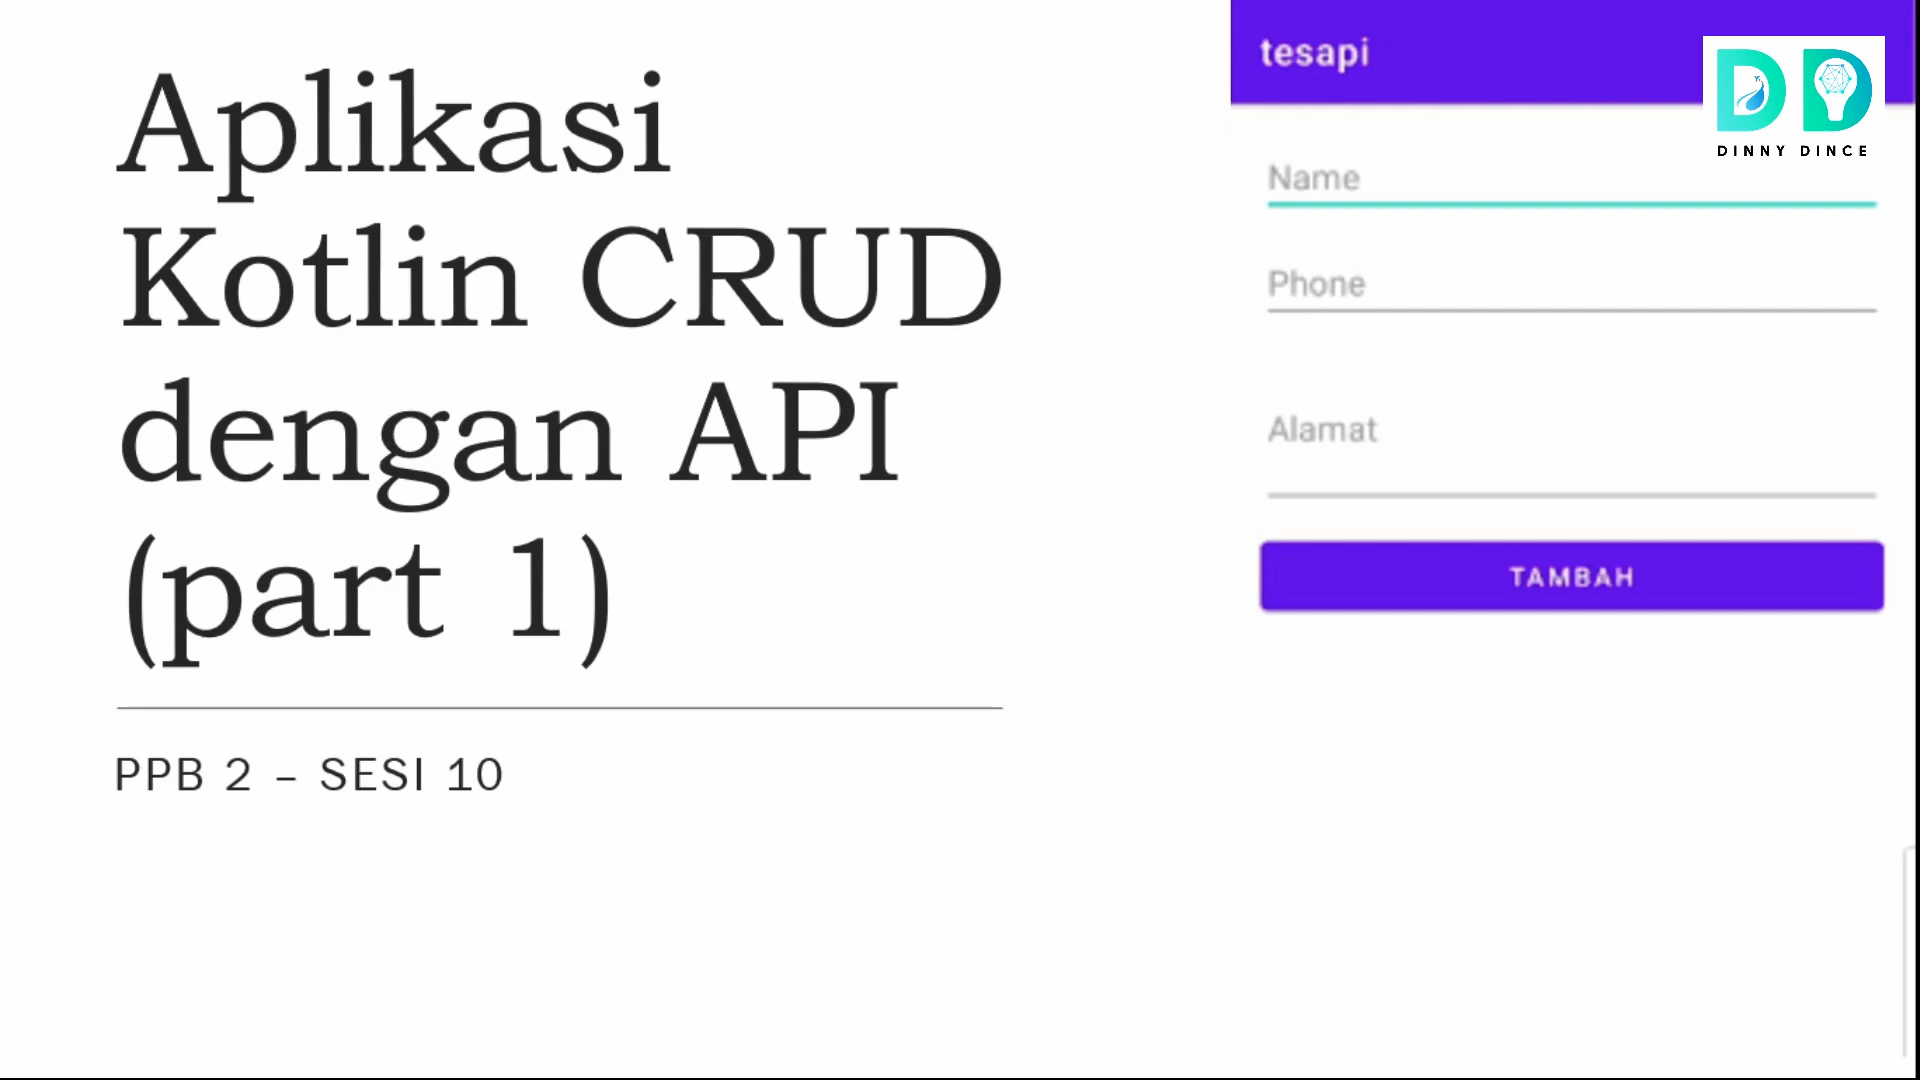 Aplikasi
Kotlin CRUD
dengan API
(part 1)
PPB 2 – SESI 10
tesapi
DINNY DINCE
Name
Phone
Alamat
TAMBAH